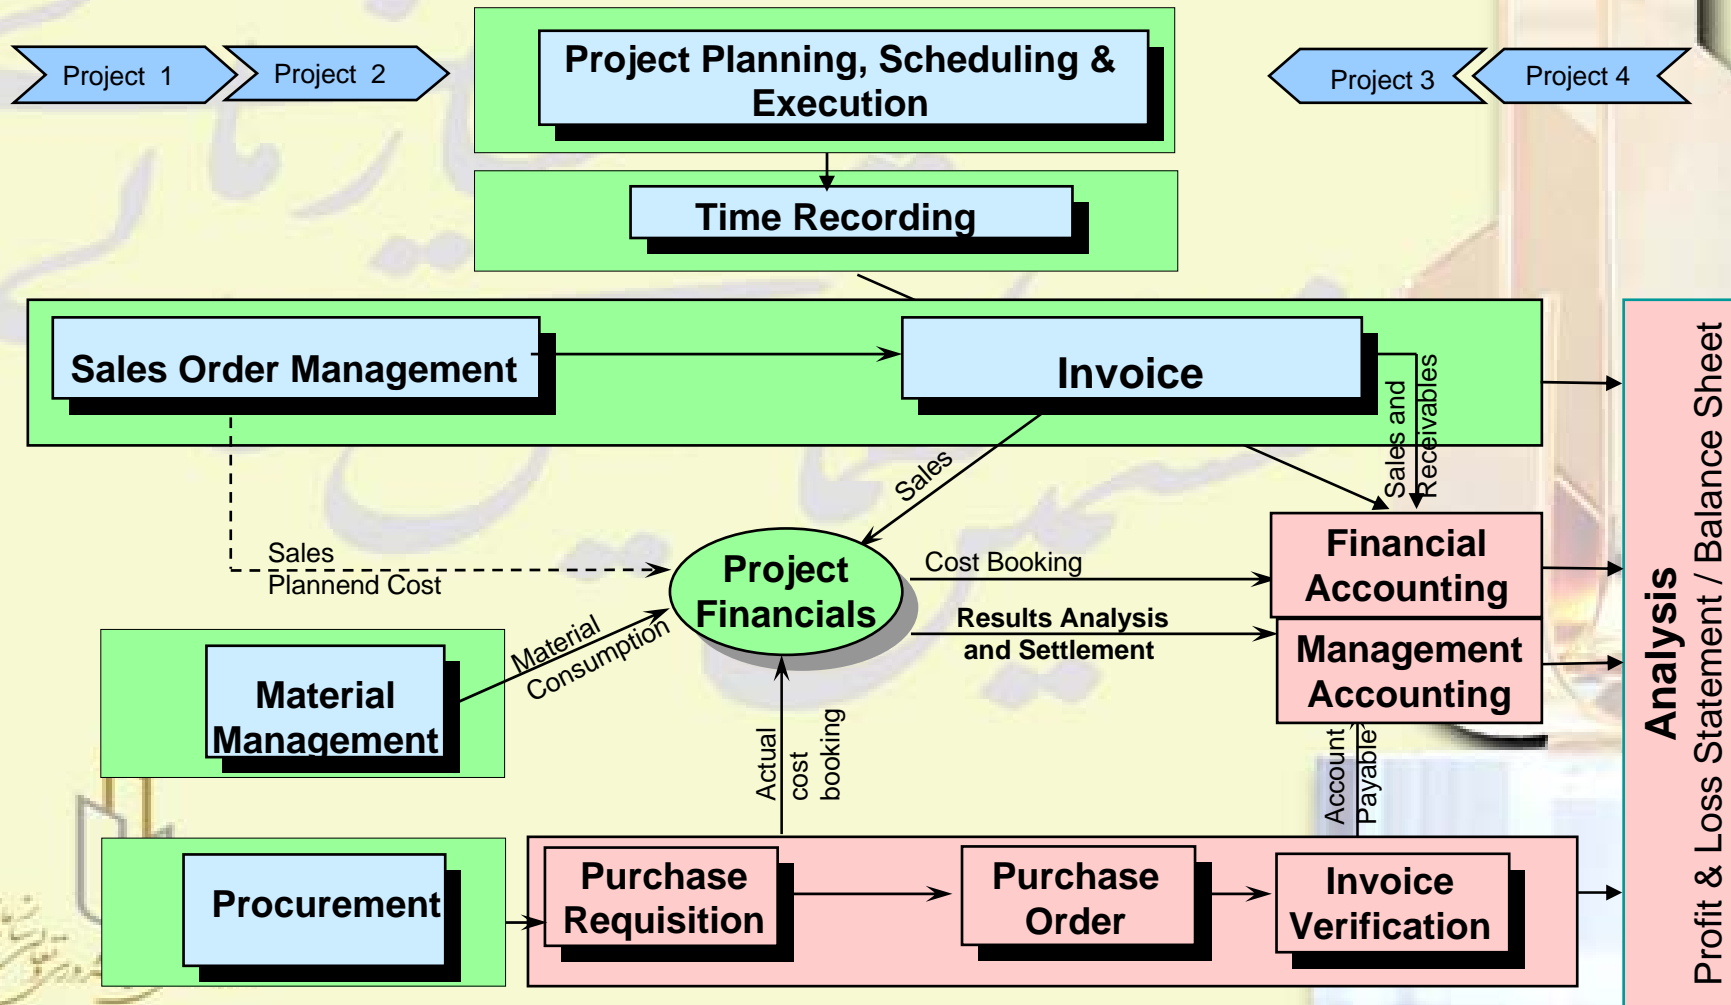 Project 1
Project 2
Project Planning, Scheduling &
Execution
Project 3
Project 4
Time Recording
Sales Order Management
Invoice
Sales and
Receivables
Sales
Sales
Plannend Cost
Project
Financials
Cost Booking
Results Analysis
and Settlement
Financial
Accounting
Management
Accounting
Material
Consumption
Material
Management
Actual
cost
booking
Account
Payable
Procurement
Purchase
Requisition
Purchase
Order
Invoice
Verification
Analysis
Profit & Loss Statement / Balance Sheet